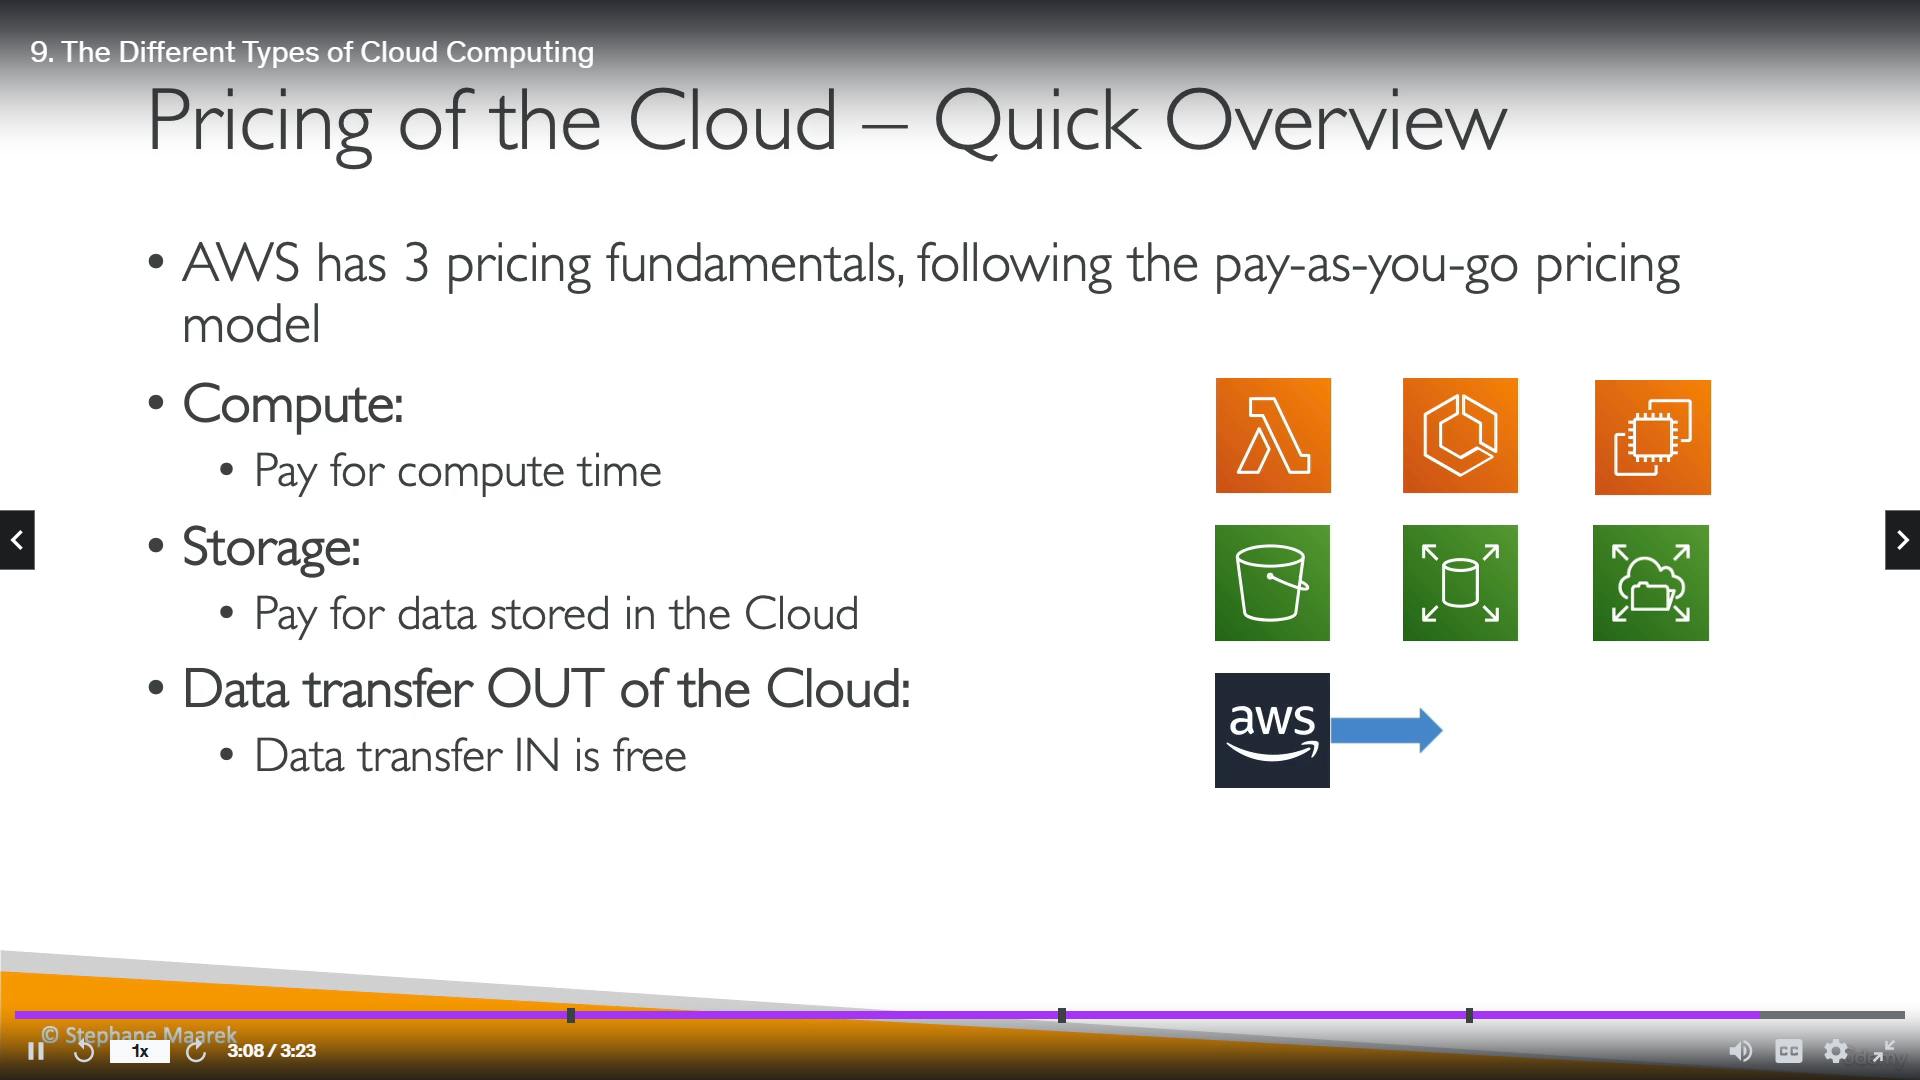 9. The Different Types of Cloud Computing
Pricing of the Cloud – Quick Overview
• AWS has 3 pricing fundamentals, following the pay-as-you-go pricing
model
• Compute:
• Pay for compute time
• Storage:
• Pay for data stored in the Cloud
• Data transfer OUT of the Cloud:
• Data transfer IN is free
aws
© Stephane Maarek
1x
3:08 / 3:23
CC
udemy